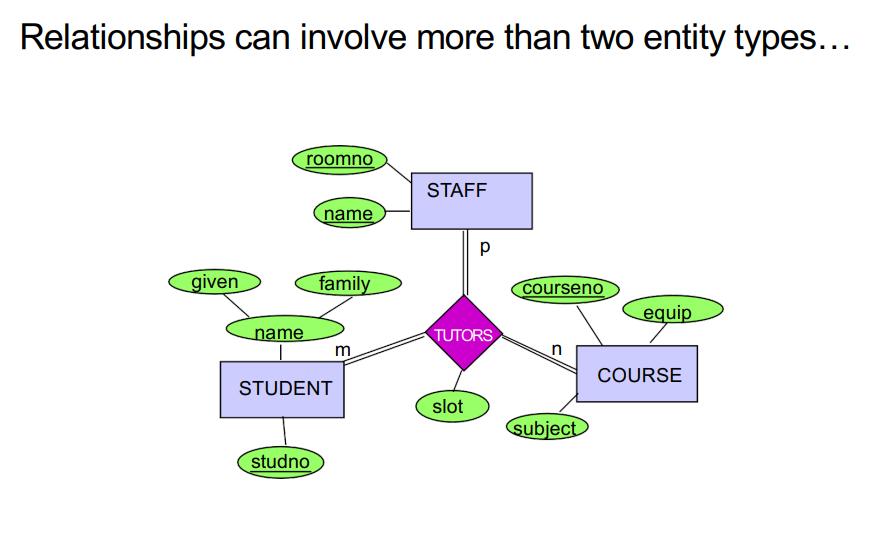 Relationships can involve more than two entity types…
roomno
STAFF
name
p
given
family
courseno
equip
name
TUTORS
m
n
STUDENT
COURSE
slot
subject
studno